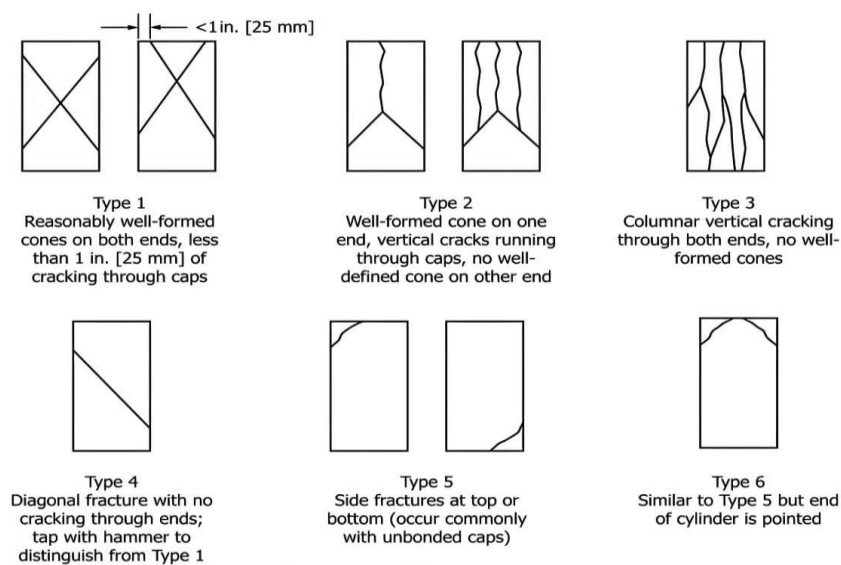 <1in. [25 mm]
Type 1
Reasonably well-formed
cones on both ends, less
than 1 in. [25 mm] of
cracking through caps
Type 2
Well-formed cone on one
end, vertical cracks running
through caps, no well-
defined cone on other end
Type 3
Columnar vertical cracking
through both ends, no well-
formed cones
Type 4
Diagonal fracture with no
cracking through ends;
tap with hammer to
distinguish from Type 1
Type 5
Side fractures at top or
bottom (occur commonly
with unbonded caps)
Type 6
Similar to Type 5 but end
of cylinder is pointed